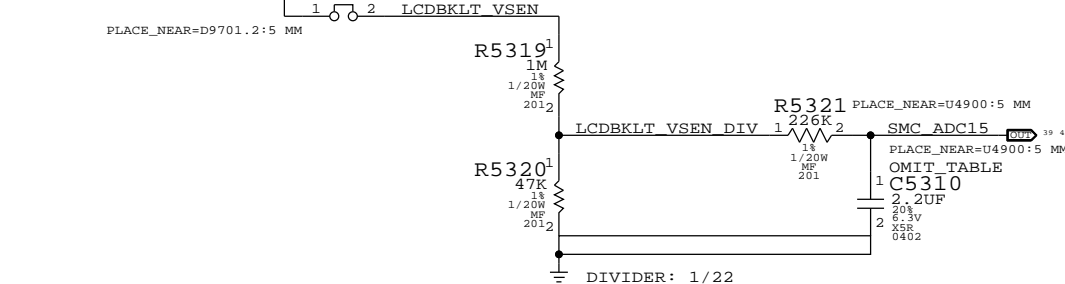 1 2 LCDBKLT_VSEN
PLACE_NEAR=D9701.2:5 MM
R5319 1
1M
1%
1/20W
MF
201 2
R5321 PLACE_NEAR=U4900:5 MM
226K
LCDBKLT_VSEN_DIV 1 2 SMC_ADC15 OUT 39 4
1%
1/20W
MF
201
PLACE_NEAR=U4900:5 MM
OMIT_TABLE
R5320 1
47K
1%
1/20W
MF
201 2
1 C5310
2.2UF
20%
6.3V
2 X5R
0402
DIVIDER: 1/22